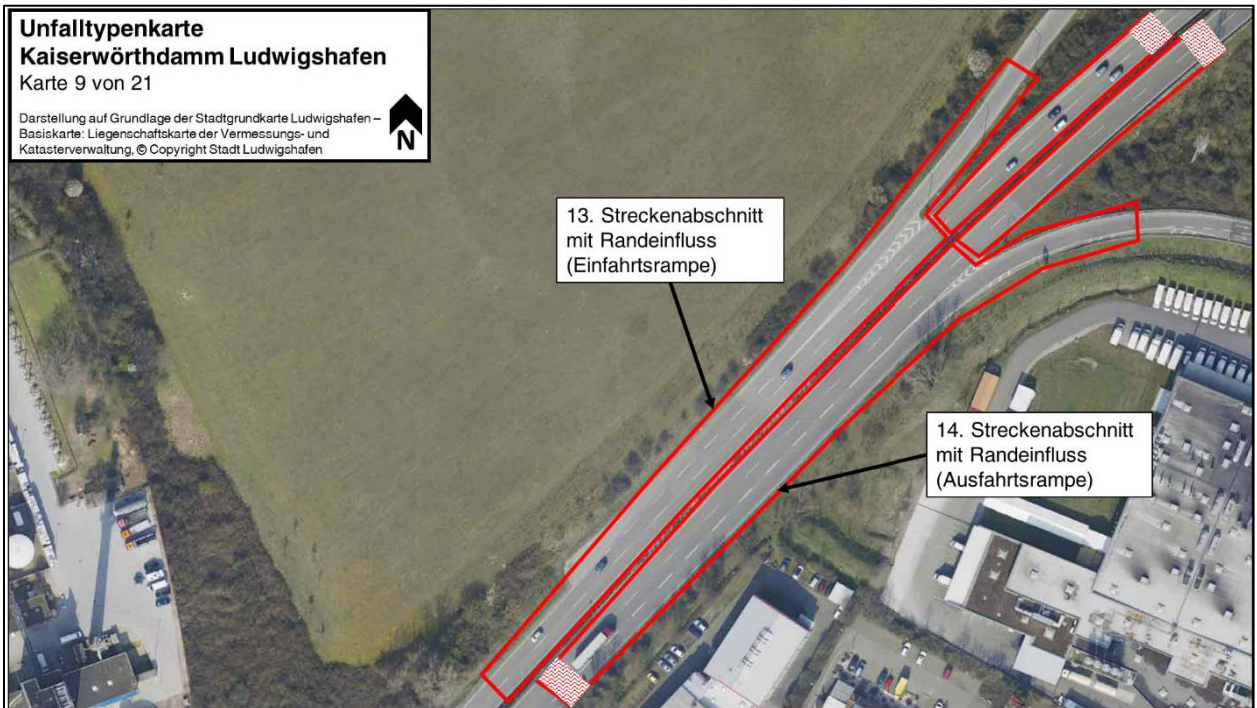 Unfalltypenkarte
Kaiserwörthdamm Ludwigshafen
Karte 9 von 21
Darstellung auf Grundlage der Stadtgrundkarte Ludwigshafen –
Basiskarte: Liegenschaftskarte der Vermessungs- und
Katasterverwaltung, © Copyright Stadt Ludwigshafen
N
13. Streckenabschnitt
mit Randeinfluss
(Einfahrtsrampe)
14. Streckenabschnitt
mit Randeinfluss
(Ausfahrtsrampe)